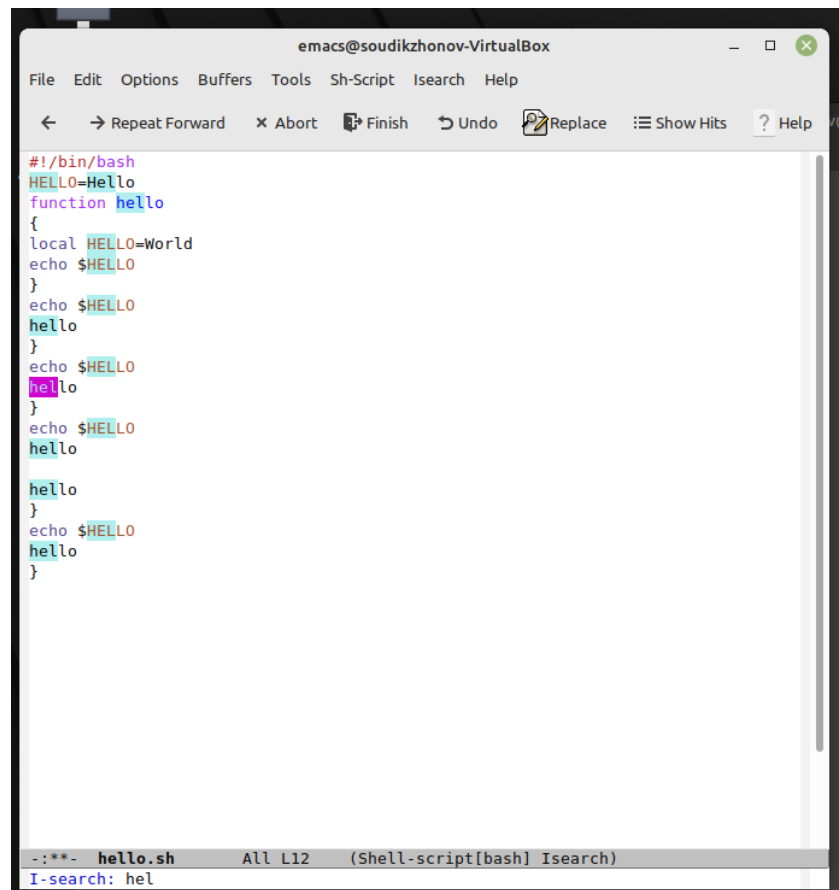 emacs@soudikzhonov-VirtualBox
File Edit Options Buffers Tools Sh-Script Isearch Help
Repeat Forward Abort Finish Undo Replace Show Hits ? Help
#!/bin/bash
HELLO=Hello
function hello
{
local HELLO=World
echo $HELLO
}
echo $HELLO
hello
}
echo $HELLO
hello
}
echo $HELLO
hello
hello
}
echo $HELLO
hello
}
-:**- hello.sh All L12 (Shell-script[bash] Isearch)
I-search: hel